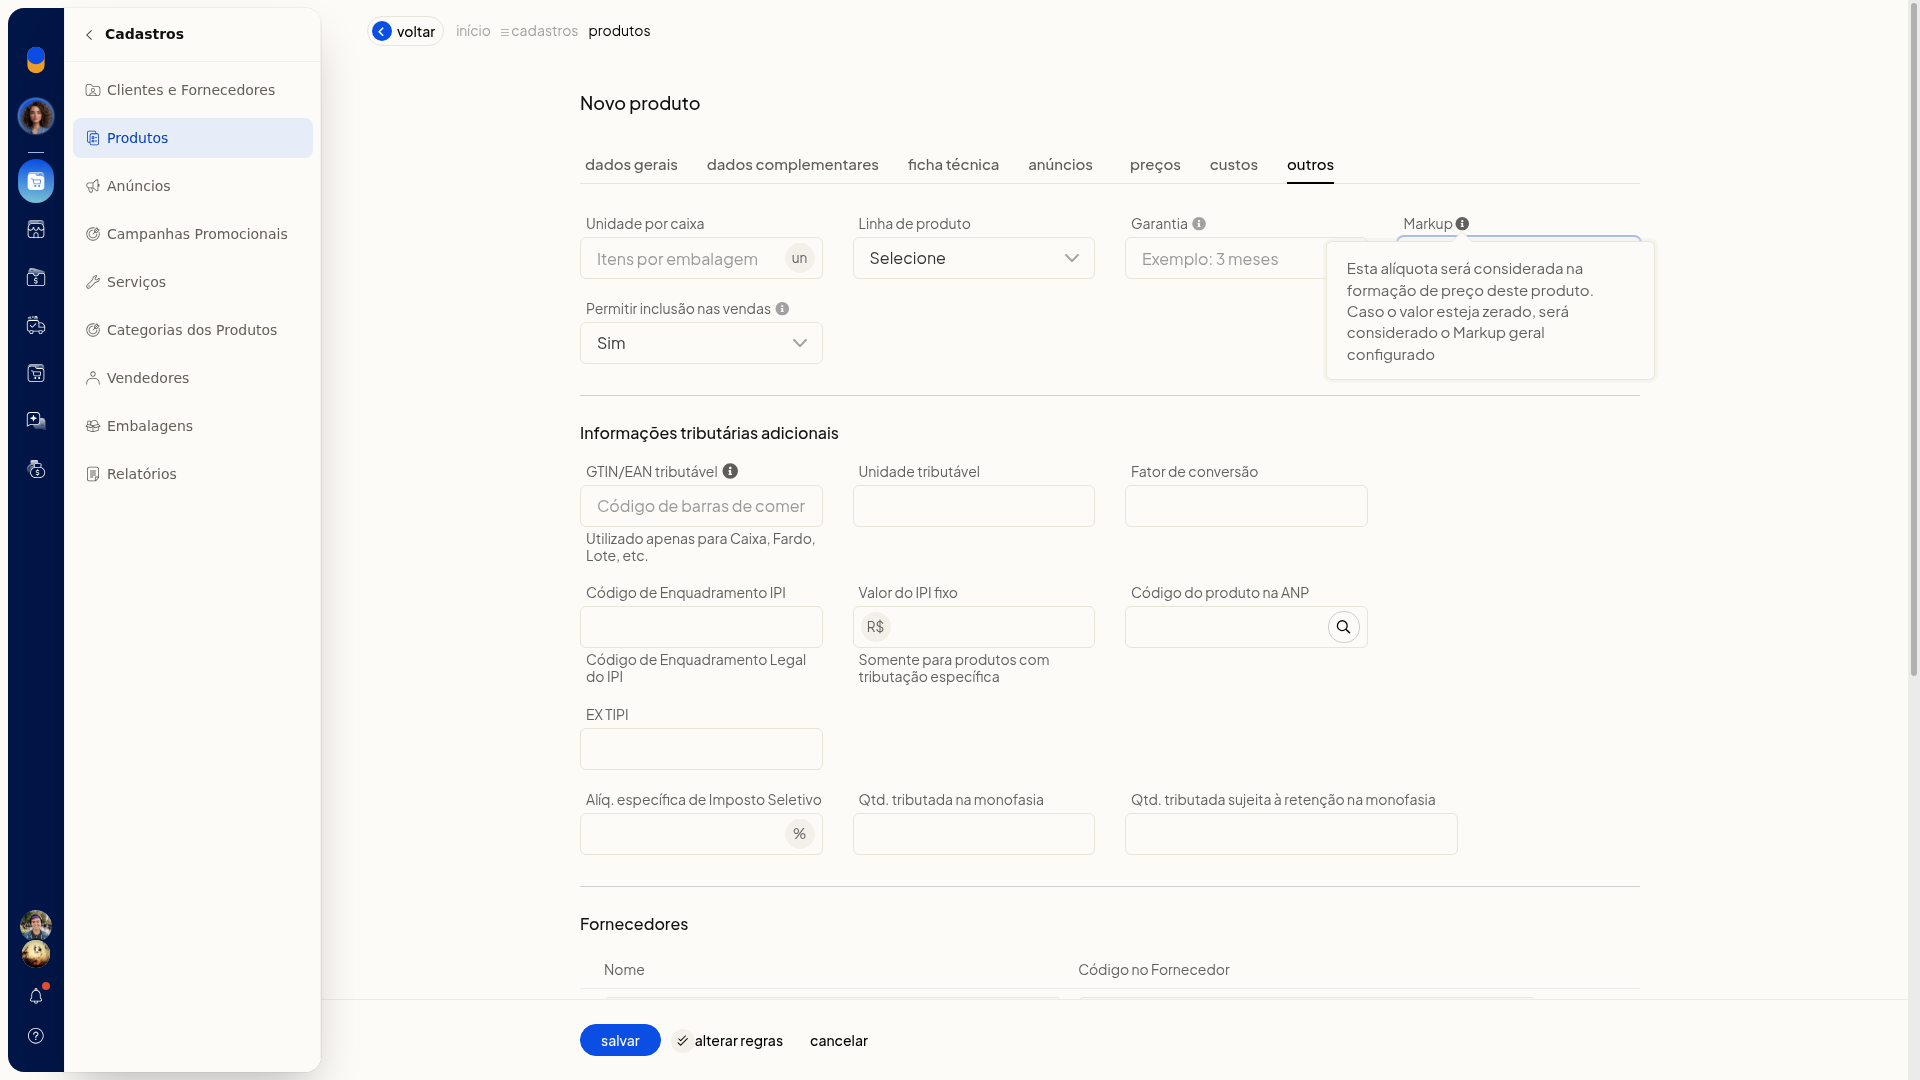 Cadastros
Clientes e Fornecedores
Produtos
Anúncios
Campanhas Promocionais
Serviços
Categorias dos Produtos
Vendedores
Embalagens
Relatórios
voltar início cadastros produtos
Novo produto
dados gerais dados complementares ficha técnica anúncios preços custos outros
Unidade por caixa Linha de produto Garantia Markup
Itens por embalagem un Selecione Exemplo: 3 meses
Esta alíquota será considerada na
formação de preço deste produto.
Caso o valor esteja zerado, será
considerado o Markup geral
configurado
Permitir inclusão nas vendas
Sim
Informações tributárias adicionais
GTIN/EAN tributável Unidade tributável Fator de conversão
Código de barras de comer
Utilizado apenas para Caixa, Fardo,
Lote, etc.
Código de Enquadramento IPI Valor do IPI fixo Código do produto na ANP
R$
Código de Enquadramento Legal
do IPI
Somente para produtos com
tributação específica
EX TIPI
Alíq. específica de Imposto Seletivo Qtd. tributada na monofasia Qtd. tributada sujeita à retenção na monofasia
%
Fornecedores
Nome Código no Fornecedor
salvar alterar regras cancelar